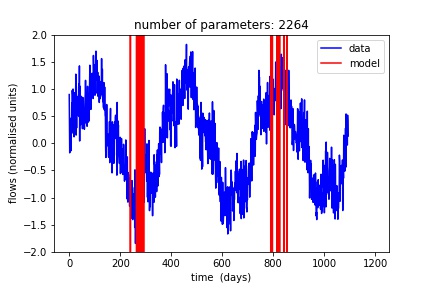 number of parameters: 2264
2.0
1.5
1.0
0.5
0.0
−0.5
−1.0
−1.5
−2.0
flows (normalised units)
data
model
0 200 400 600 800 1000 1200
time (days)